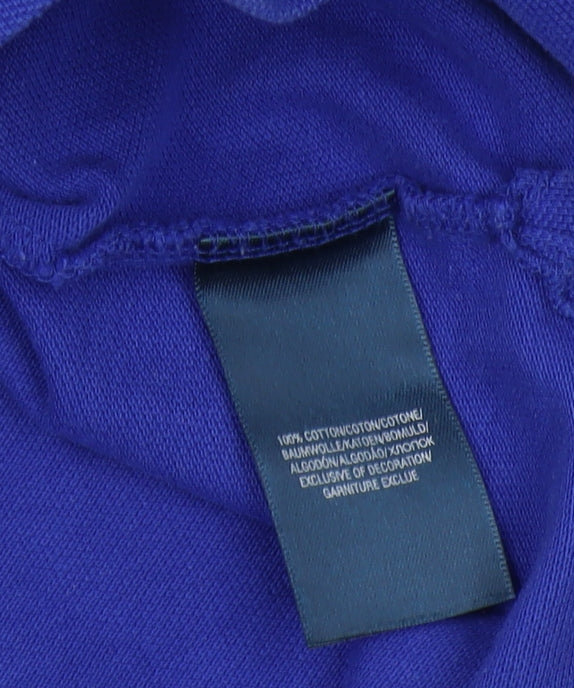 100% COTTON/COTON/COTONE/
BAUMWOLLE/KATOEN/BOMULD/
ALGODÓN/ALGODÃO/ХЛОПОК
EXCLUSIVE OF DECORATION/
GARNITURE EXCLUE